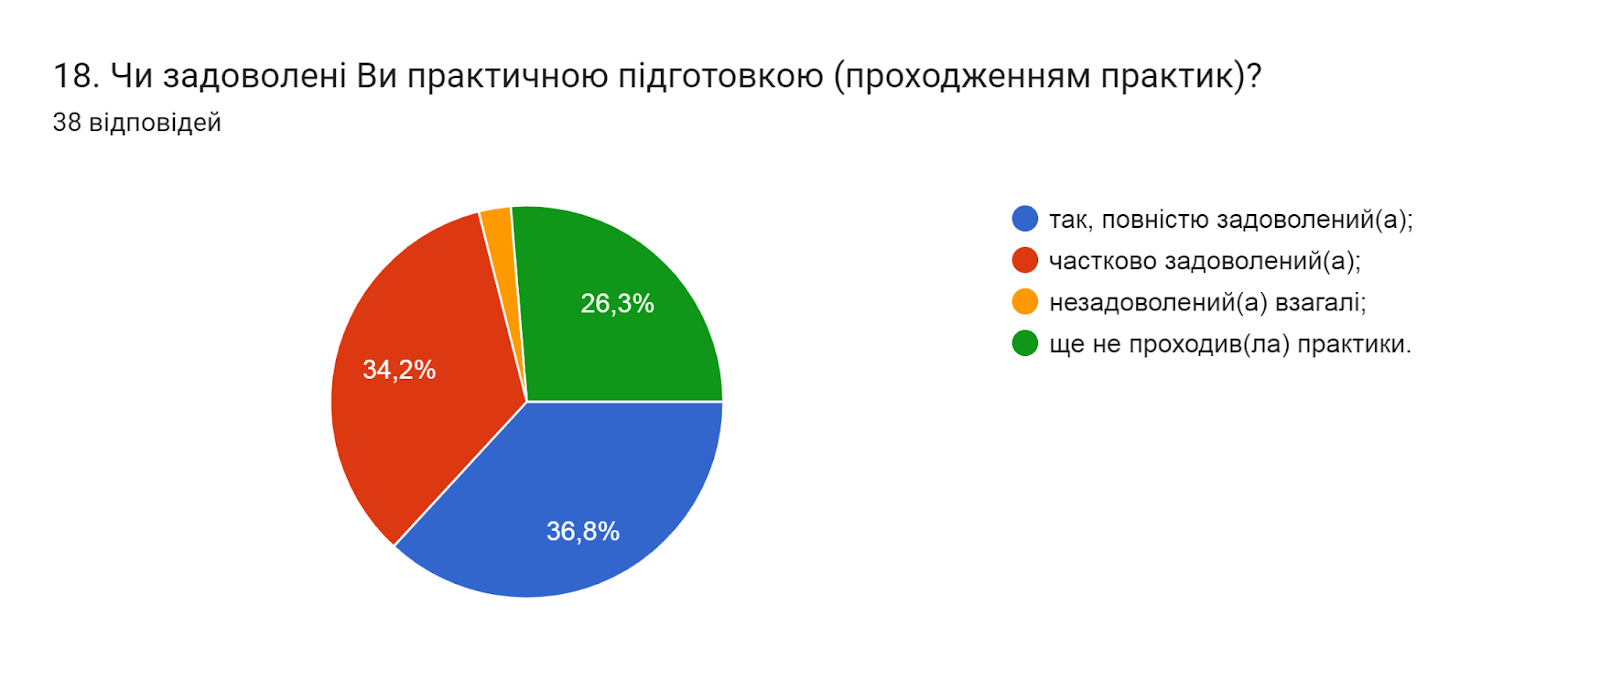 18. Чи задоволені Ви практичною підготовкою (проходженням практик)?
38 відповідей
так, повністю задоволений(а);
частково задоволений(а);
незадоволений(а) взагалі;
ще не проходив(ла) практики.
26,3%
34,2%
36,8%